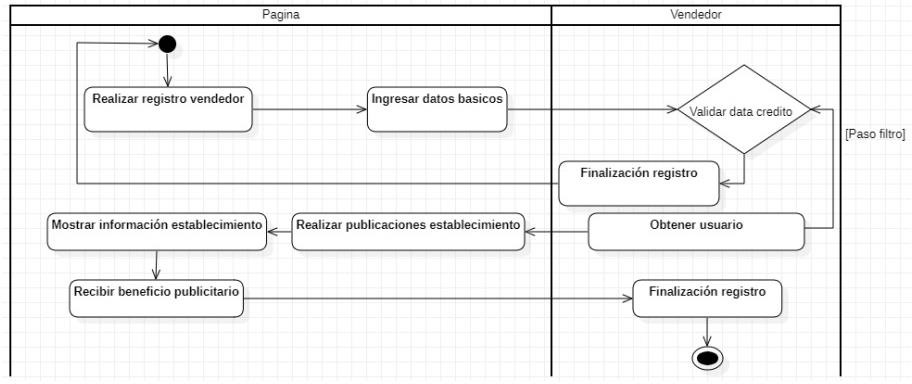 Pagina
Vendedor
Realizar registro vendedor
Ingresar datos basicos
Validar data credito
[Paso filtro]
Finalización registro
Mostrar información establecimiento
Realizar publicaciones establecimiento
Obtener usuario
Recibir beneficio publicitario
Finalización registro